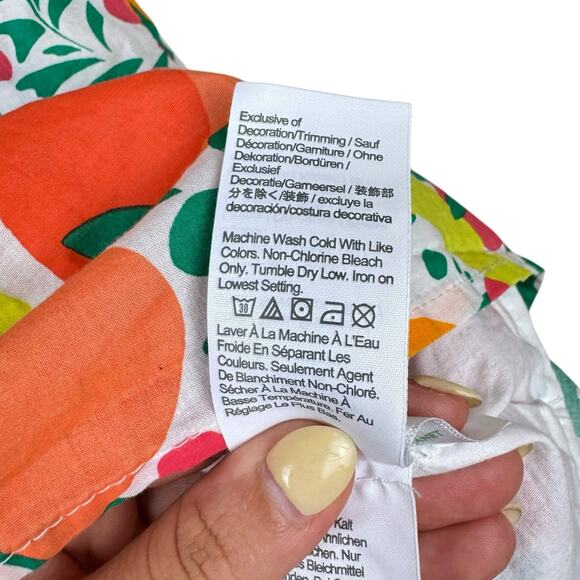 Exclusive of
Decoration/Trimming / Sauf
Décoration/Garniture / Ohne
Dekoration/Bordüren /
Exclusief
Decoratie/Garneersel / 装飾部
分を除く/装飾 / excluye la
decoración/costura decorativa
Machine Wash Cold With Like
Colors. Non-Chlorine Bleach
Only. Tumble Dry Low. Iron on
Lowest Setting.
30
Laver À La Machine À L'Eau
Froide En Séparant Les
Couleurs. Seulement Agent
De Blanchiment Non-Chloré.
Sécher À La Machine À
Basse Température. Fer Au
Réglage Le Plus Bas.
Kalt
Ähnlichen
n. Nur
Bleichmittel